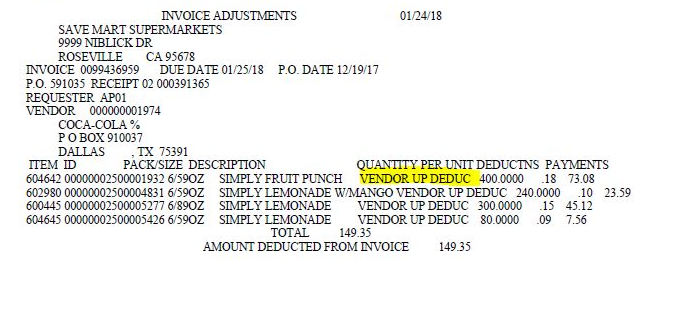 INVOICE ADJUSTMENTS 01/24/18
SAVE MART SUPERMARKETS
9999 NIBLICK DR
ROSEVILLE CA 95678
INVOICE 0099436959 DUE DATE 01/25/18 P.O. DATE 12/19/17
P.O. 591035 RECEIPT 02 000391365
REQUESTER AP01
VENDOR 000000001974
COCA-COLA %
P O BOX 910037
DALLAS , TX 75391
ITEM ID PACK/SIZE DESCRIPTION QUANTITY PER UNIT DEDUCTNS PAYMENTS
604642 00000002500001932 6/59OZ SIMPLY FRUIT PUNCH VENDOR UP DEDUC 400.0000 .18 73.08
602980 00000002500004831 6/59OZ SIMPLY LEMONADE W/MANGO VENDOR UP DEDUC 240.0000 .10 23.59
600445 00000002500005277 6/89OZ SIMPLY LEMONADE VENDOR UP DEDUC 300.0000 .15 45.12
604645 00000002500005426 6/59OZ SIMPLY LEMONADE VENDOR UP DEDUC 80.0000 .09 7.56
TOTAL 149.35
AMOUNT DEDUCTED FROM INVOICE 149.35